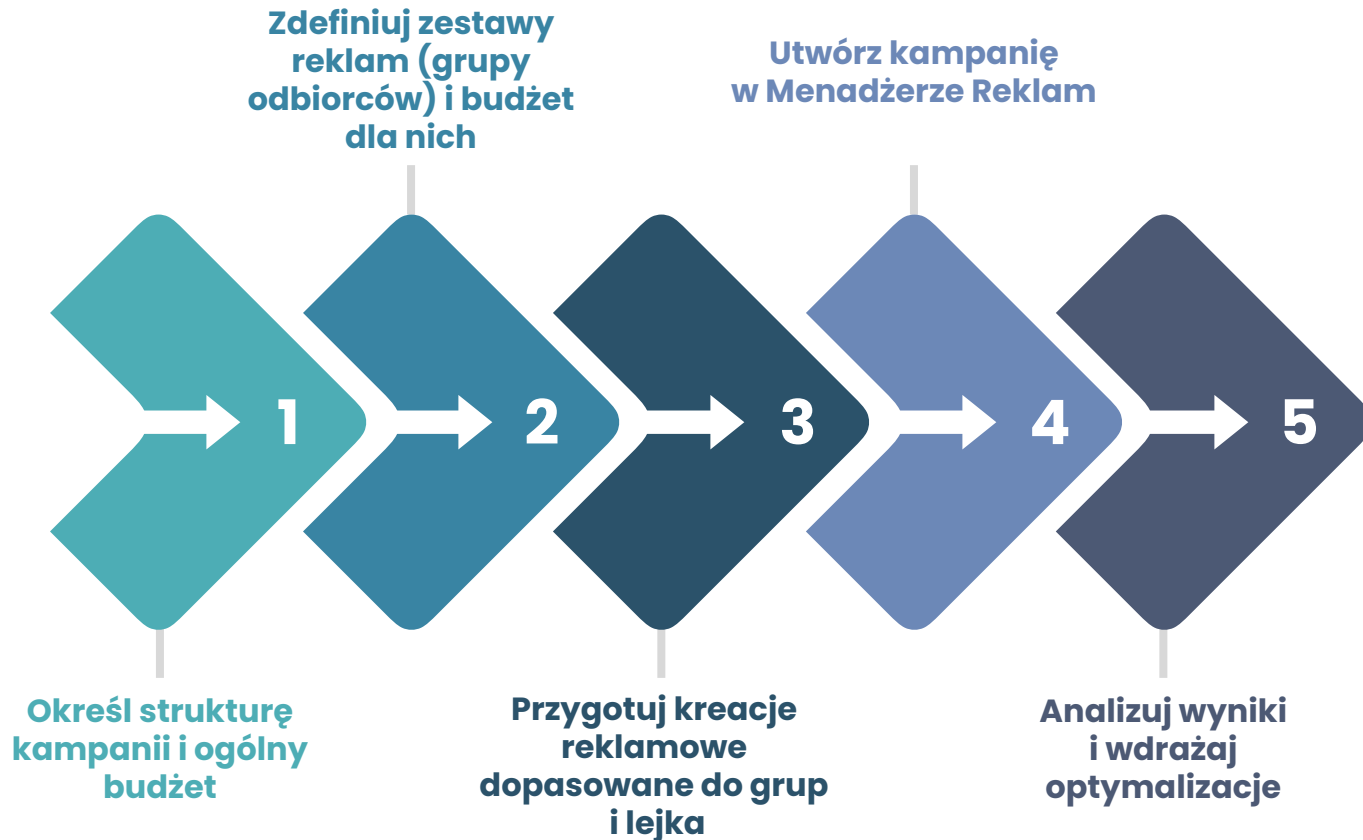 Zdefiniuj zestawy
reklam (grupy
odbiorców) i budżet
dla nich
Utwórz kampanię
w Menadżerze Reklam
1
2
3
4
5
Określ strukturę
kampanii i ogólny
budżet
Przygotuj kreacje
reklamowe
dopasowane do grup
i lejka
Analizuj wyniki
i wdrażaj
optymalizacje